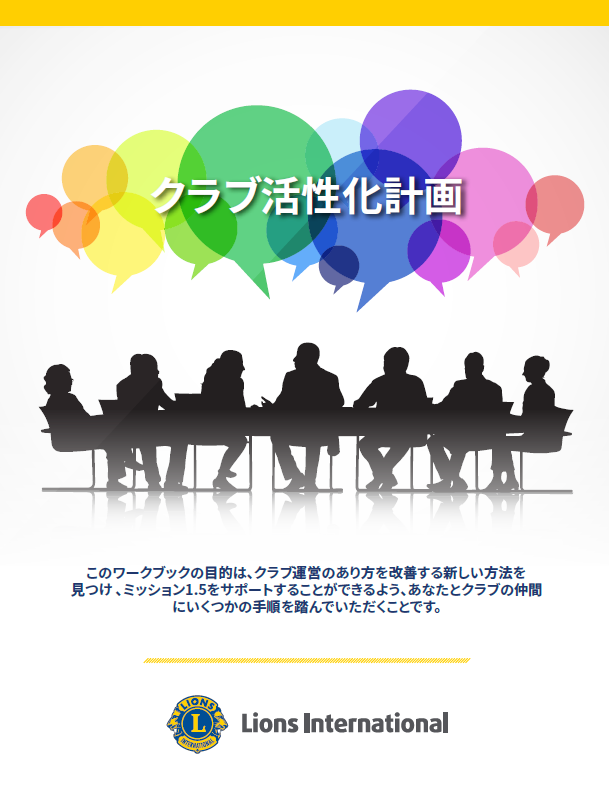 クラブ活性化計画
このワークブックの目的は、クラブ運営のあり方を改善する新しい方法を
見つけ、ミッション1.5をサポートすることができるよう、あなたとクラブの仲間
にいくつかの手順を踏んでいただくことです。
LIONS
L
INTERNATIONAL
Lions International